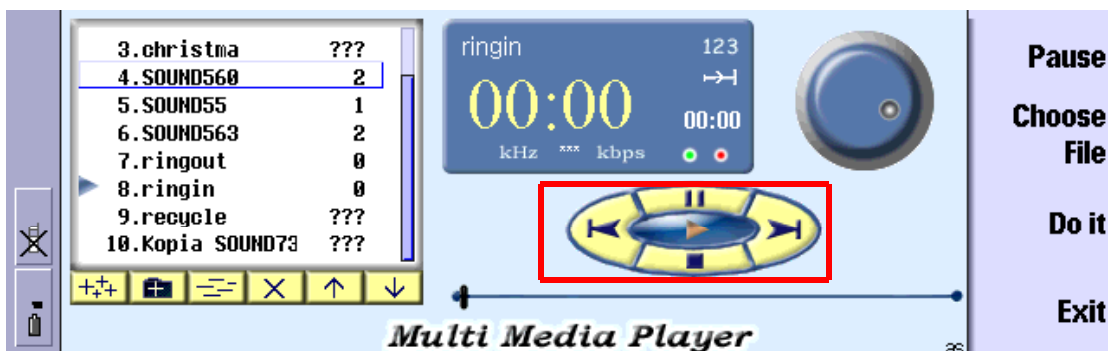 3.christma ???
4.SOUND560 2
5.SOUND55 1
6.SOUND563 2
7.ringout 0
8.ringin 0
9.recycle ???
10.Kopia SOUND73 ???
ringin 123
00:00
00:00
kHz *** kbps
Multi Media Player
Pause
Choose
File
Do it
Exit